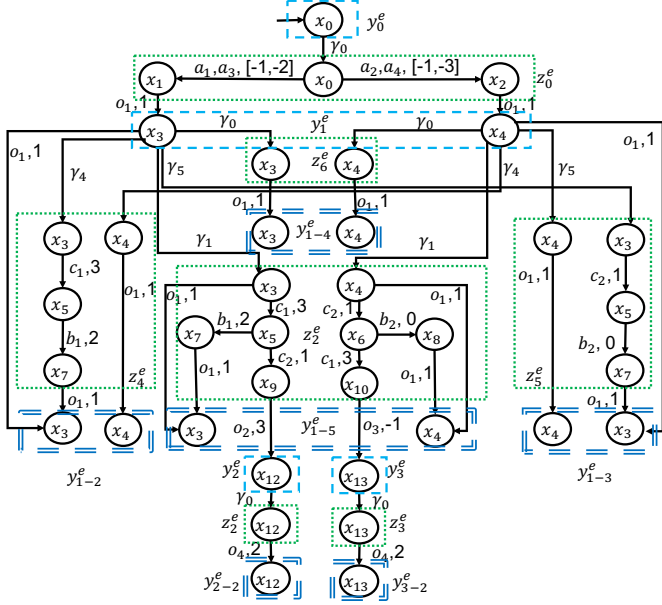 x₀ y₀ᵉ
γ₀
x₁ a₁,a₃, [-1,-2] x₀ a₂,a₄, [-1,-3] x₂ z₀ᵉ
o₁,1 o₁,1
x₃ γ₀ y₁ᵉ γ₀ x₄ o₁,1
o₁,1 γ₄ γ₅ x₃ z₆ᵉ x₄ γ₄ γ₅
o₁,1 o₁,1
x₃ x₄ x₃ y₁₋₄ᵉ x₄ x₄ x₃
γ₁ γ₁
c₁,3 o₁,1 o₁,1 c₂,1
o₁,1 x₃ x₄ o₁,1
x₅ c₁,3 c₂,1 x₅
b₁,2 x₇ b₁,2 x₅ z₂ᵉ x₆ b₂,0 x₈ b₂,0
c₂,1 c₁,3
x₇ z₄ᵉ o₁,1 x₉ x₁₀ o₁,1 z₅ᵉ x₇
o₁,1 o₁,1
x₃ x₄ x₃ o₂,3 y₁₋₅ᵉ o₃,-1 x₄ x₄ x₃
y₁₋₂ᵉ y₂ᵉ x₁₂ x₁₃ y₃ᵉ y₁₋₃ᵉ
γ₀ γ₀
z₂ᵉ x₁₂ x₁₃ z₃ᵉ
o₄,2 o₄,2
y₂₋₂ᵉ x₁₂ x₁₃ y₃₋₂ᵉ